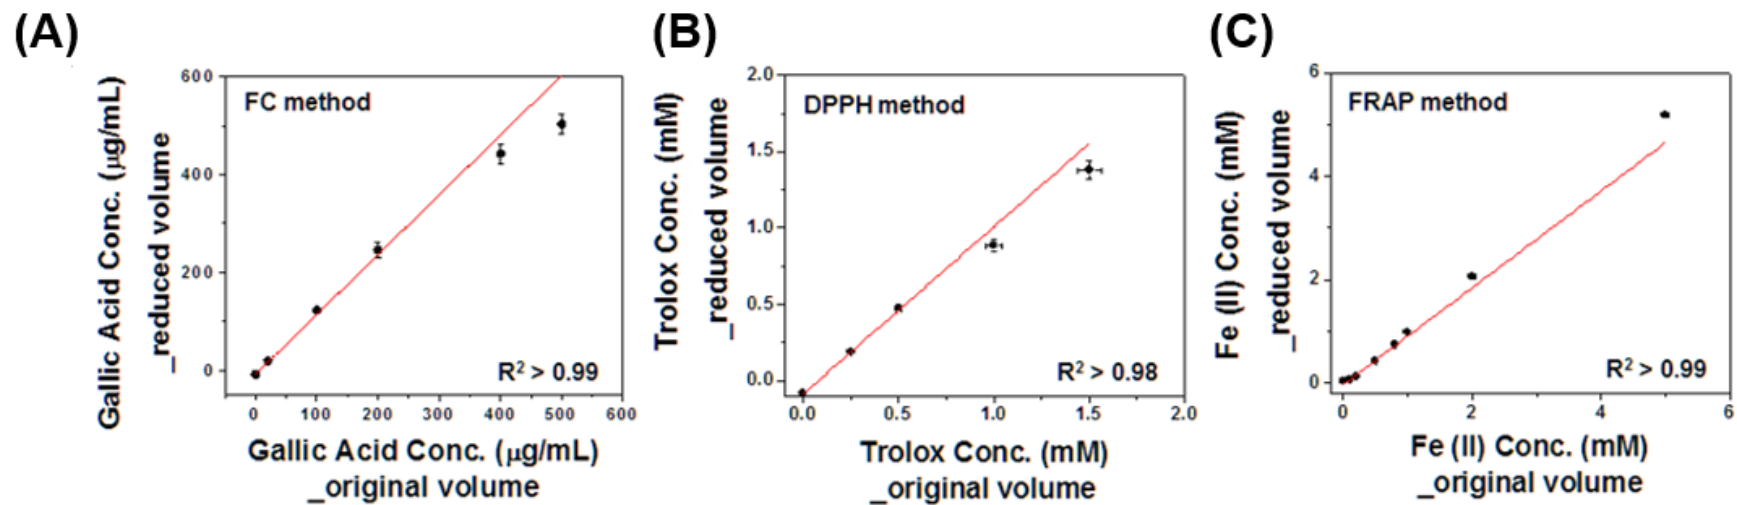 (A)
Gallic Acid Conc. (μg/mL)
_reduced volume
600
400
200
0
FC method
R² > 0.99
0 100 200 300 400 500 600
Gallic Acid Conc. (μg/mL)
_original volume
(B)
Trolox Conc. (mM)
_reduced volume
2.0
1.5
1.0
0.5
0.0
DPPH method
R² > 0.98
0.0 0.5 1.0 1.5 2.0
Trolox Conc. (mM)
_original volume
(C)
Fe (II) Conc. (mM)
_reduced volume
6
4
2
0
FRAP method
R² > 0.99
0 2 4 6
Fe (II) Conc. (mM)
_original volume